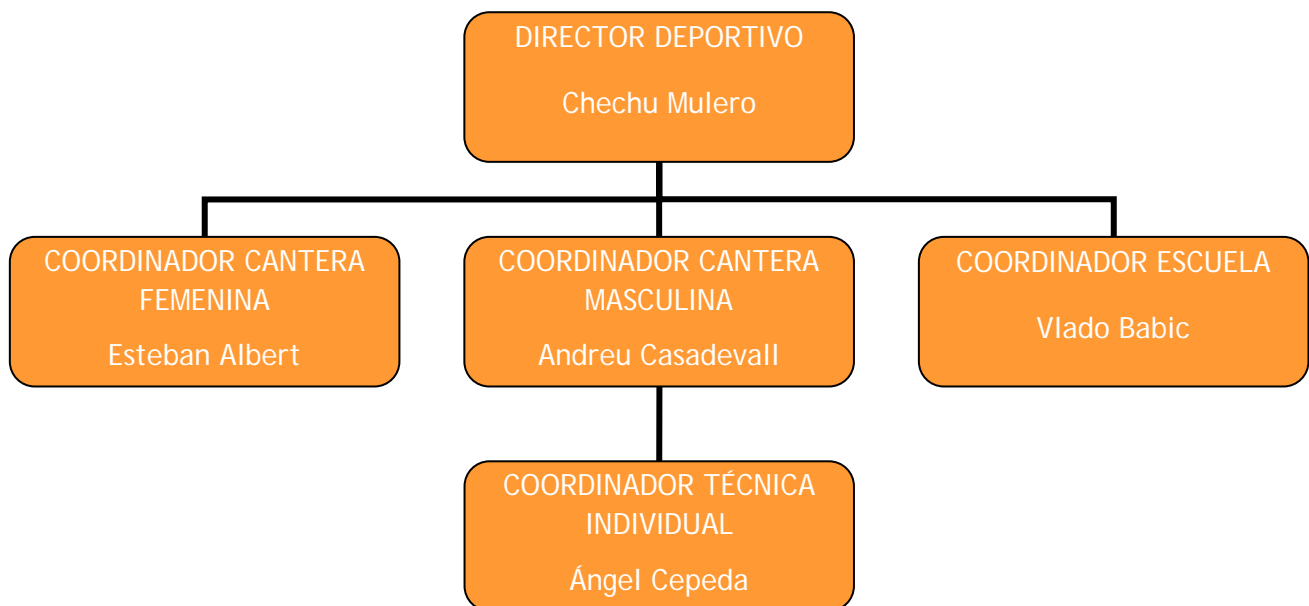 DIRECTOR DEPORTIVO
Chechu Mulero
COORDINADOR CANTERA
FEMENINA
Esteban Albert
COORDINADOR CANTERA
MASCULINA
Andreu Casadevall
COORDINADOR ESCUELA
Vlado Babic
COORDINADOR TÉCNICA
INDIVIDUAL
Ángel Cepeda